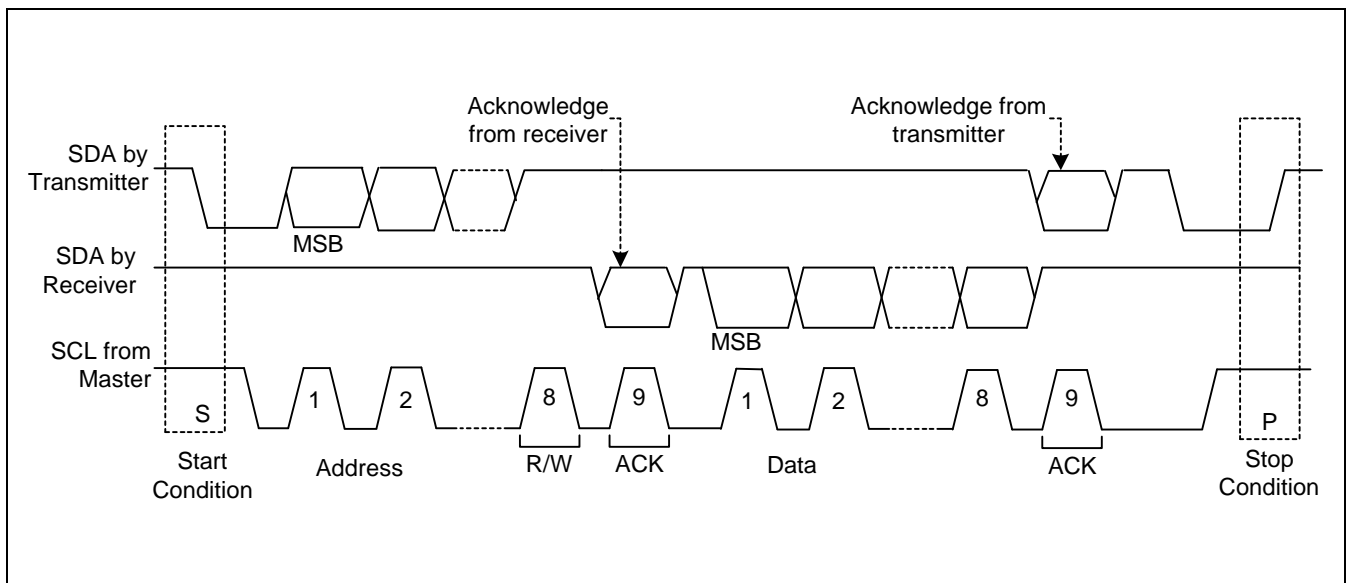 Acknowledge
from receiver
Acknowledge from
transmitter
SDA by
Transmitter
MSB
SDA by
Receiver
MSB
SCL from
Master
S
1
2
8
9
1
2
8
9
P
Start
Condition
Address
R/W
ACK
Data
ACK
Stop
Condition